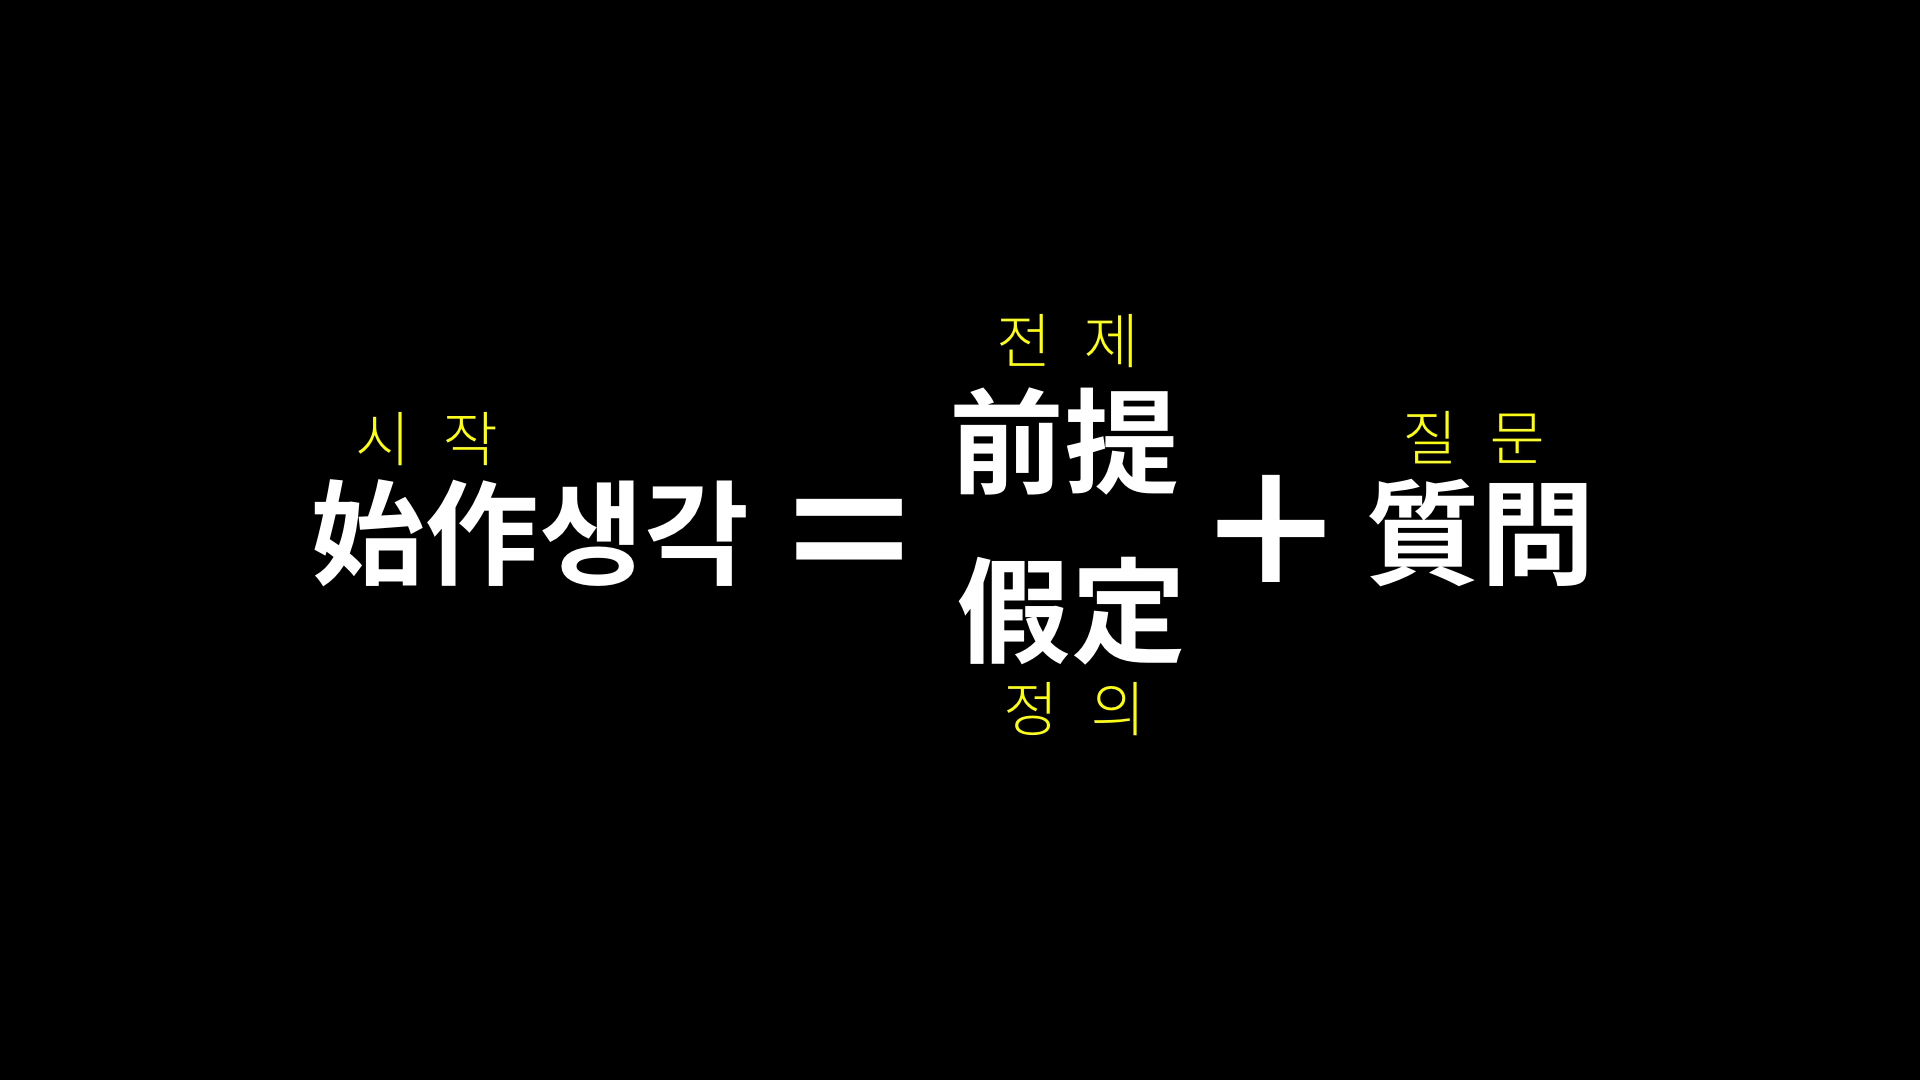 시 작
始作생각 =
전 제
前提
假定
정 의
+
질 문
質問